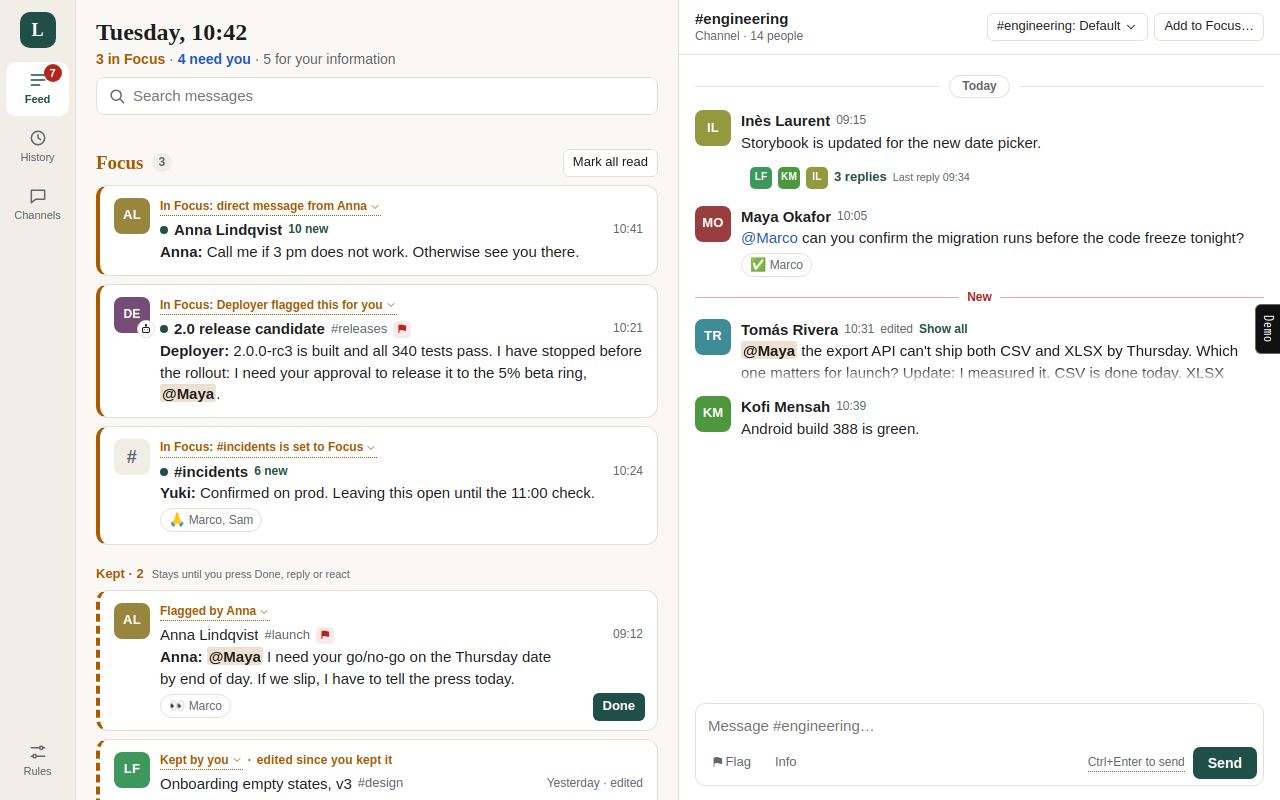 L
7
Feed
History
Channels
Rules
Tuesday, 10:42
3 in Focus · 4 need you · 5 for your information
Search messages
Focus 3
Mark all read
AL
In Focus: direct message from Anna
Anna Lindqvist 10 new 10:41
Anna: Call me if 3 pm does not work. Otherwise see you there.
DE
In Focus: Deployer flagged this for you
2.0 release candidate #releases 10:21
Deployer: 2.0.0-rc3 is built and all 340 tests pass. I have stopped before
the rollout: I need your approval to release it to the 5% beta ring,
@Maya.
#
In Focus: #incidents is set to Focus
#incidents 6 new 10:24
Yuki: Confirmed on prod. Leaving this open until the 11:00 check.
🙏 Marco, Sam
Kept · 2 Stays until you press Done, reply or react
AL
Flagged by Anna
Anna Lindqvist #launch 09:12
Anna: @Maya I need your go/no-go on the Thursday date
by end of day. If we slip, I have to tell the press today.
👀 Marco
Done
LF
Kept by you · edited since you kept it
Onboarding empty states, v3 #design Yesterday · edited
#engineering
Channel · 14 people
#engineering: Default
Add to Focus…
Today
IL
Inès Laurent 09:15
Storybook is updated for the new date picker.
LF KM IL 3 replies Last reply 09:34
MO
Maya Okafor 10:05
@Marco can you confirm the migration runs before the code freeze tonight?
✅ Marco
New
TR
Tomás Rivera 10:31 edited Show all
@Maya the export API can't ship both CSV and XLSX by Thursday. Which
one matters for launch? Update: I measured it. CSV is done today. XLSX
KM
Kofi Mensah 10:39
Android build 388 is green.
Demo
Message #engineering…
Flag Info Ctrl+Enter to send Send